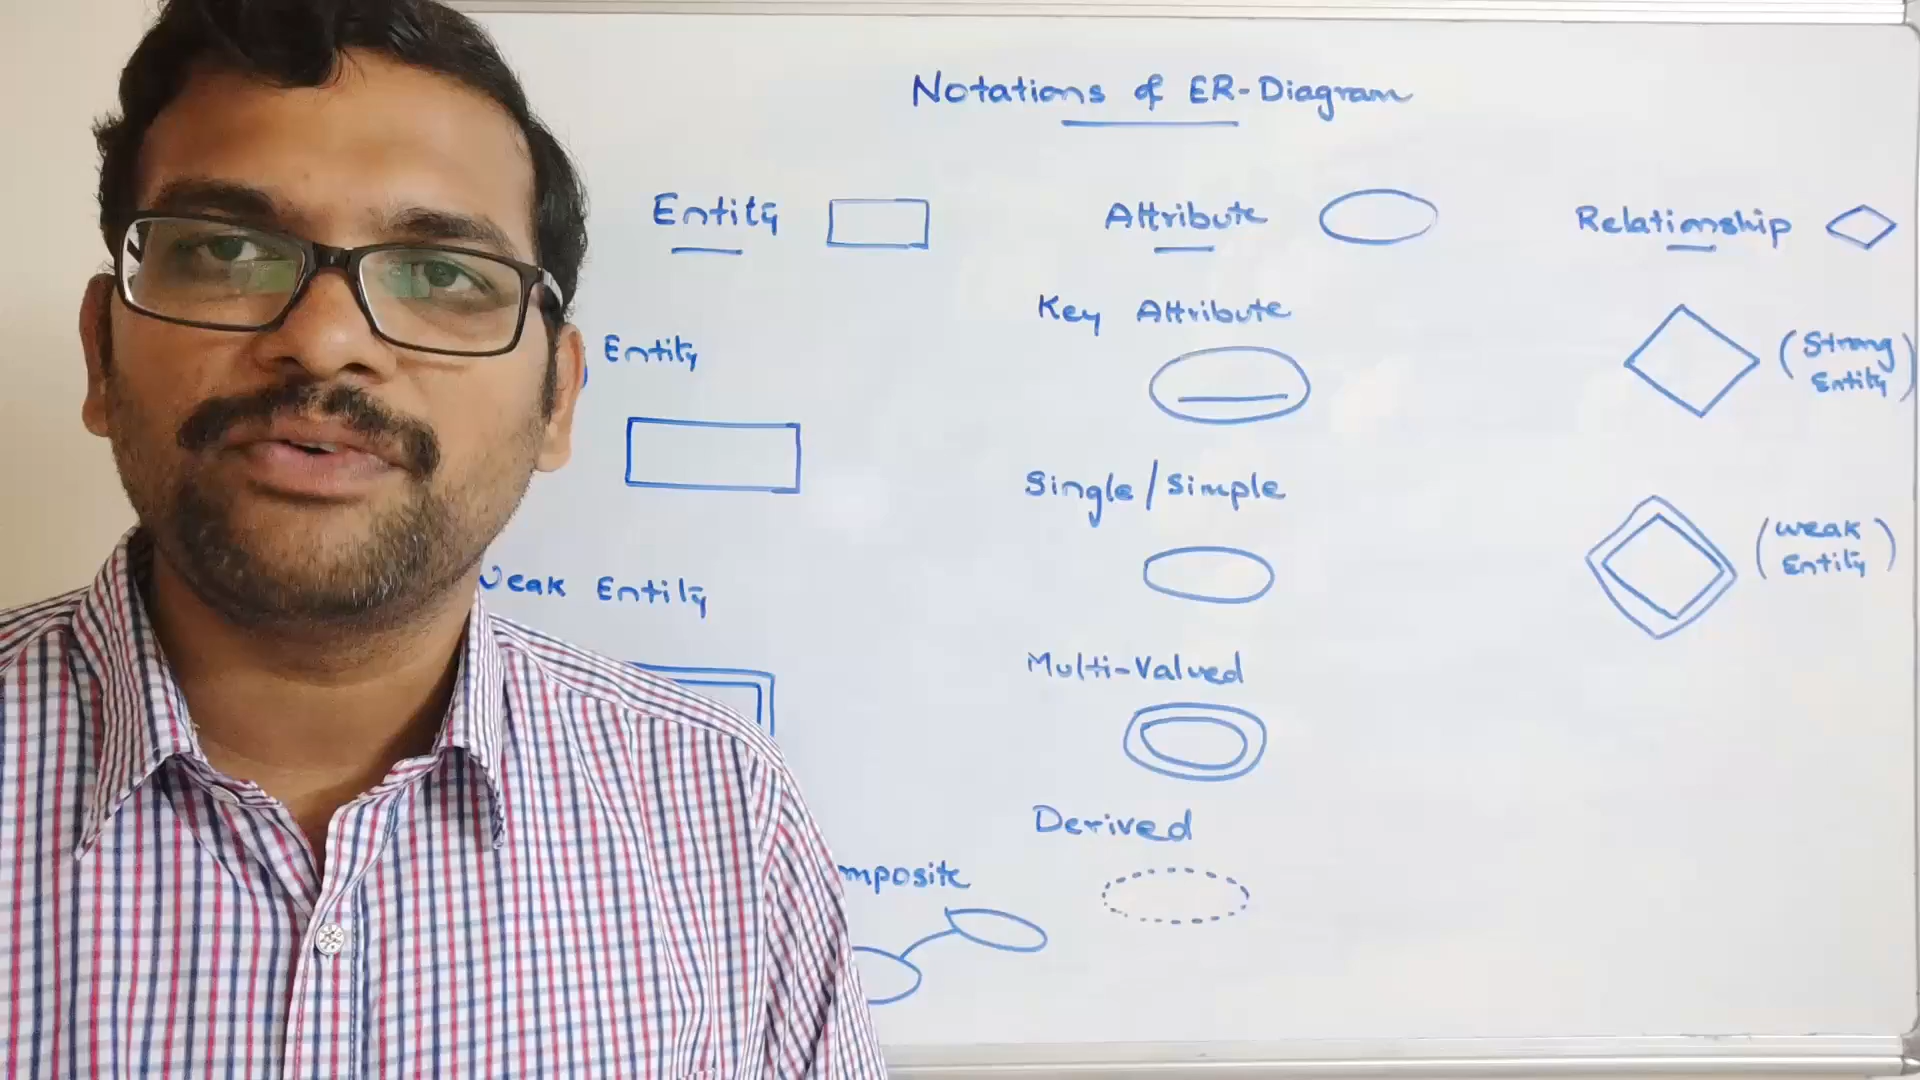 Notations of ER-Diagram
Entity
Attribute
Relationship
Key Attribute
Entity
(Strong
Entity)
Single/Simple
(Weak
Entity)
Weak Entity
Multi-Valued
Derived
mposite